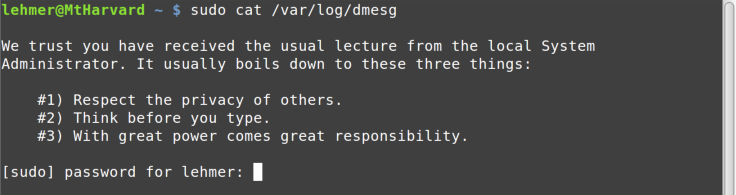 lehmer@MtHarvard ~ $ sudo cat /var/log/dmesg
We trust you have received the usual lecture from the local System
Administrator. It usually boils down to these three things:
#1) Respect the privacy of others.
#2) Think before you type.
#3) With great power comes great responsibility.
[sudo] password for lehmer: